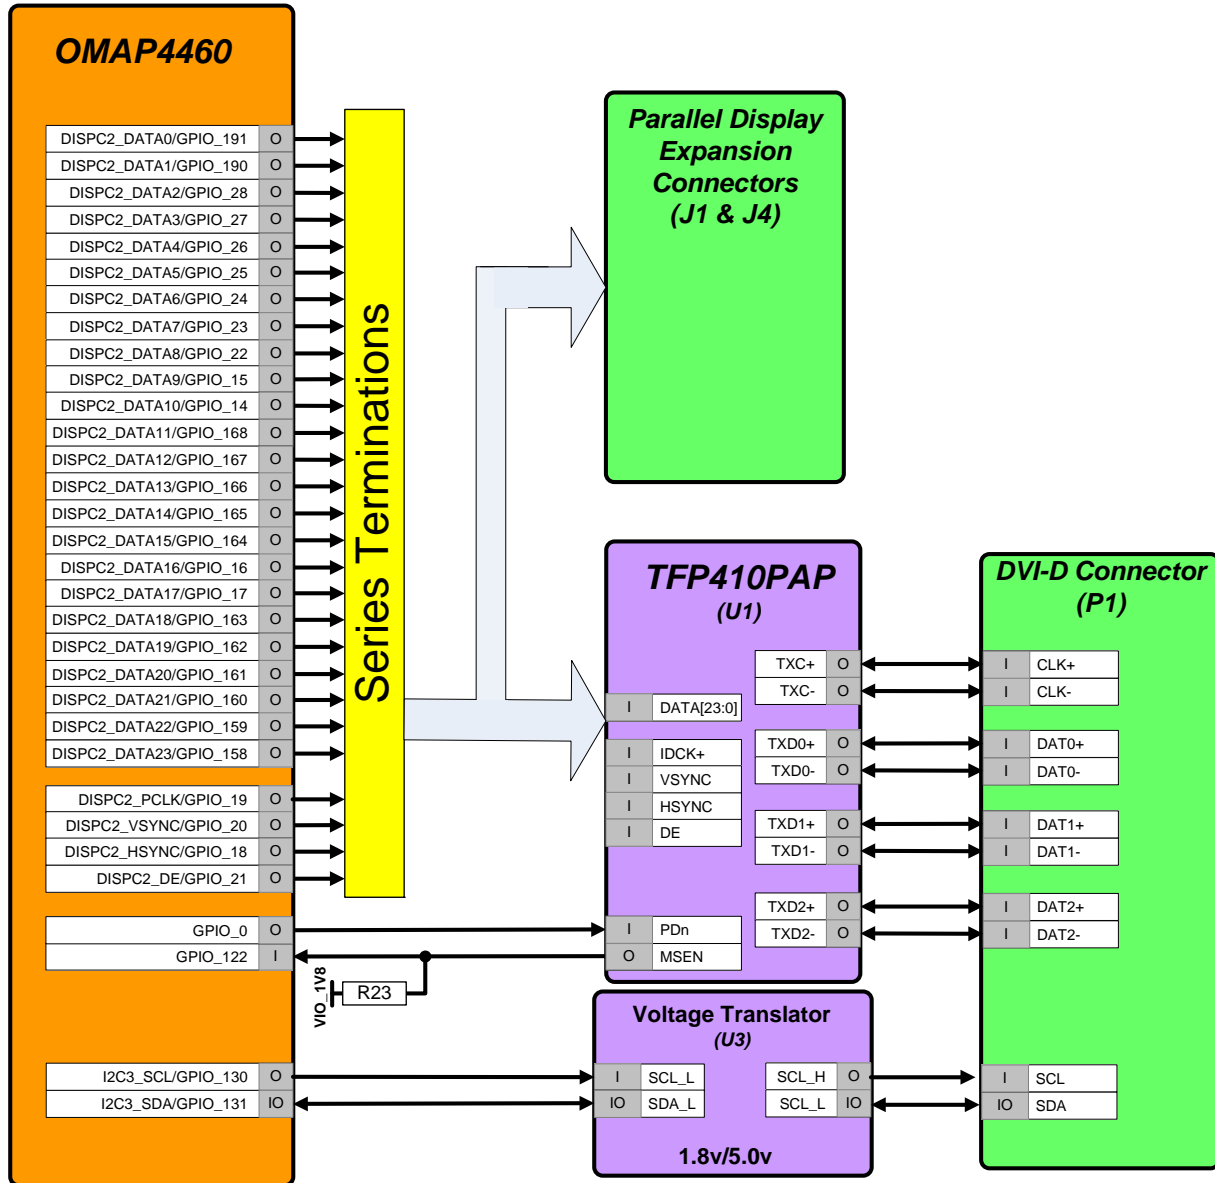 OMAP4460
DISPC2_DATA0/GPIO_191 O
DISPC2_DATA1/GPIO_190 O
DISPC2_DATA2/GPIO_28 O
DISPC2_DATA3/GPIO_27 O
DISPC2_DATA4/GPIO_26 O
DISPC2_DATA5/GPIO_25 O
DISPC2_DATA6/GPIO_24 O
DISPC2_DATA7/GPIO_23 O
DISPC2_DATA8/GPIO_22 O
DISPC2_DATA9/GPIO_15 O
DISPC2_DATA10/GPIO_14 O
DISPC2_DATA11/GPIO_168 O
DISPC2_DATA12/GPIO_167 O
DISPC2_DATA13/GPIO_166 O
DISPC2_DATA14/GPIO_165 O
DISPC2_DATA15/GPIO_164 O
DISPC2_DATA16/GPIO_16 O
DISPC2_DATA17/GPIO_17 O
DISPC2_DATA18/GPIO_163 O
DISPC2_DATA19/GPIO_162 O
DISPC2_DATA20/GPIO_161 O
DISPC2_DATA21/GPIO_160 O
DISPC2_DATA22/GPIO_159 O
DISPC2_DATA23/GPIO_158 O
DISPC2_PCLK/GPIO_19 O
DISPC2_VSYNC/GPIO_20 O
DISPC2_HSYNC/GPIO_18 O
DISPC2_DE/GPIO_21 O
GPIO_0 O
GPIO_122 I
I2C3_SCL/GPIO_130 O
I2C3_SDA/GPIO_131 IO
Series Terminations
VIO_1V8
R23
Parallel Display
Expansion
Connectors
(J1 & J4)
TFP410PAP
(U1)
I DATA[23:0]
I IDCK+
I VSYNC
I HSYNC
I DE
I PDn
O MSEN
TXC+ O
TXC- O
TXD0+ O
TXD0- O
TXD1+ O
TXD1- O
TXD2+ O
TXD2- O
Voltage Translator
(U3)
I SCL_L
IO SDA_L
SCL_H O
SCL_L IO
1.8v/5.0v
DVI-D Connector
(P1)
I CLK+
I CLK-
I DAT0+
I DAT0-
I DAT1+
I DAT1-
I DAT2+
I DAT2-
I SCL
IO SDA